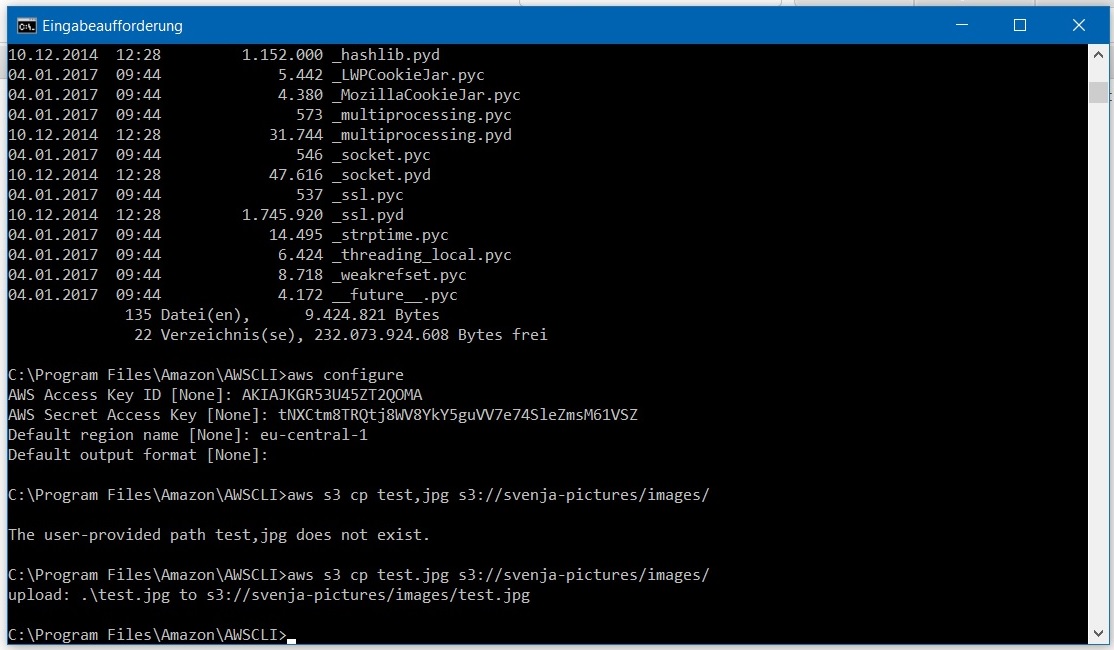 Eingabeaufforderung
10.12.2014 12:28 1.152.000 _hashlib.pyd
04.01.2017 09:44 5.442 _LWPCookieJar.pyc
04.01.2017 09:44 4.380 _MozillaCookieJar.pyc
04.01.2017 09:44 573 _multiprocessing.pyc
10.12.2014 12:28 31.744 _multiprocessing.pyd
04.01.2017 09:44 546 _socket.pyc
10.12.2014 12:28 47.616 _socket.pyd
04.01.2017 09:44 537 _ssl.pyc
10.12.2014 12:28 1.745.920 _ssl.pyd
04.01.2017 09:44 14.495 _strptime.pyc
04.01.2017 09:44 6.424 _threading_local.pyc
04.01.2017 09:44 8.718 _weakrefset.pyc
04.01.2017 09:44 4.172 __future__.pyc
135 Datei(en), 9.424.821 Bytes
22 Verzeichnis(se), 232.073.924.608 Bytes frei
C:\Program Files\Amazon\AWSCLI>aws configure
AWS Access Key ID [None]: AKIAJKGR53U45ZT2QOMA
AWS Secret Access Key [None]: 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
Default region name [None]: eu-central-1
Default output format [None]:
C:\Program Files\Amazon\AWSCLI>aws s3 cp test,jpg s3://svenja-pictures/images/
The user-provided path test,jpg does not exist.
C:\Program Files\Amazon\AWSCLI>aws s3 cp test.jpg s3://svenja-pictures/images/
upload: .\test.jpg to s3://svenja-pictures/images/test.jpg
C:\Program Files\Amazon\AWSCLI>